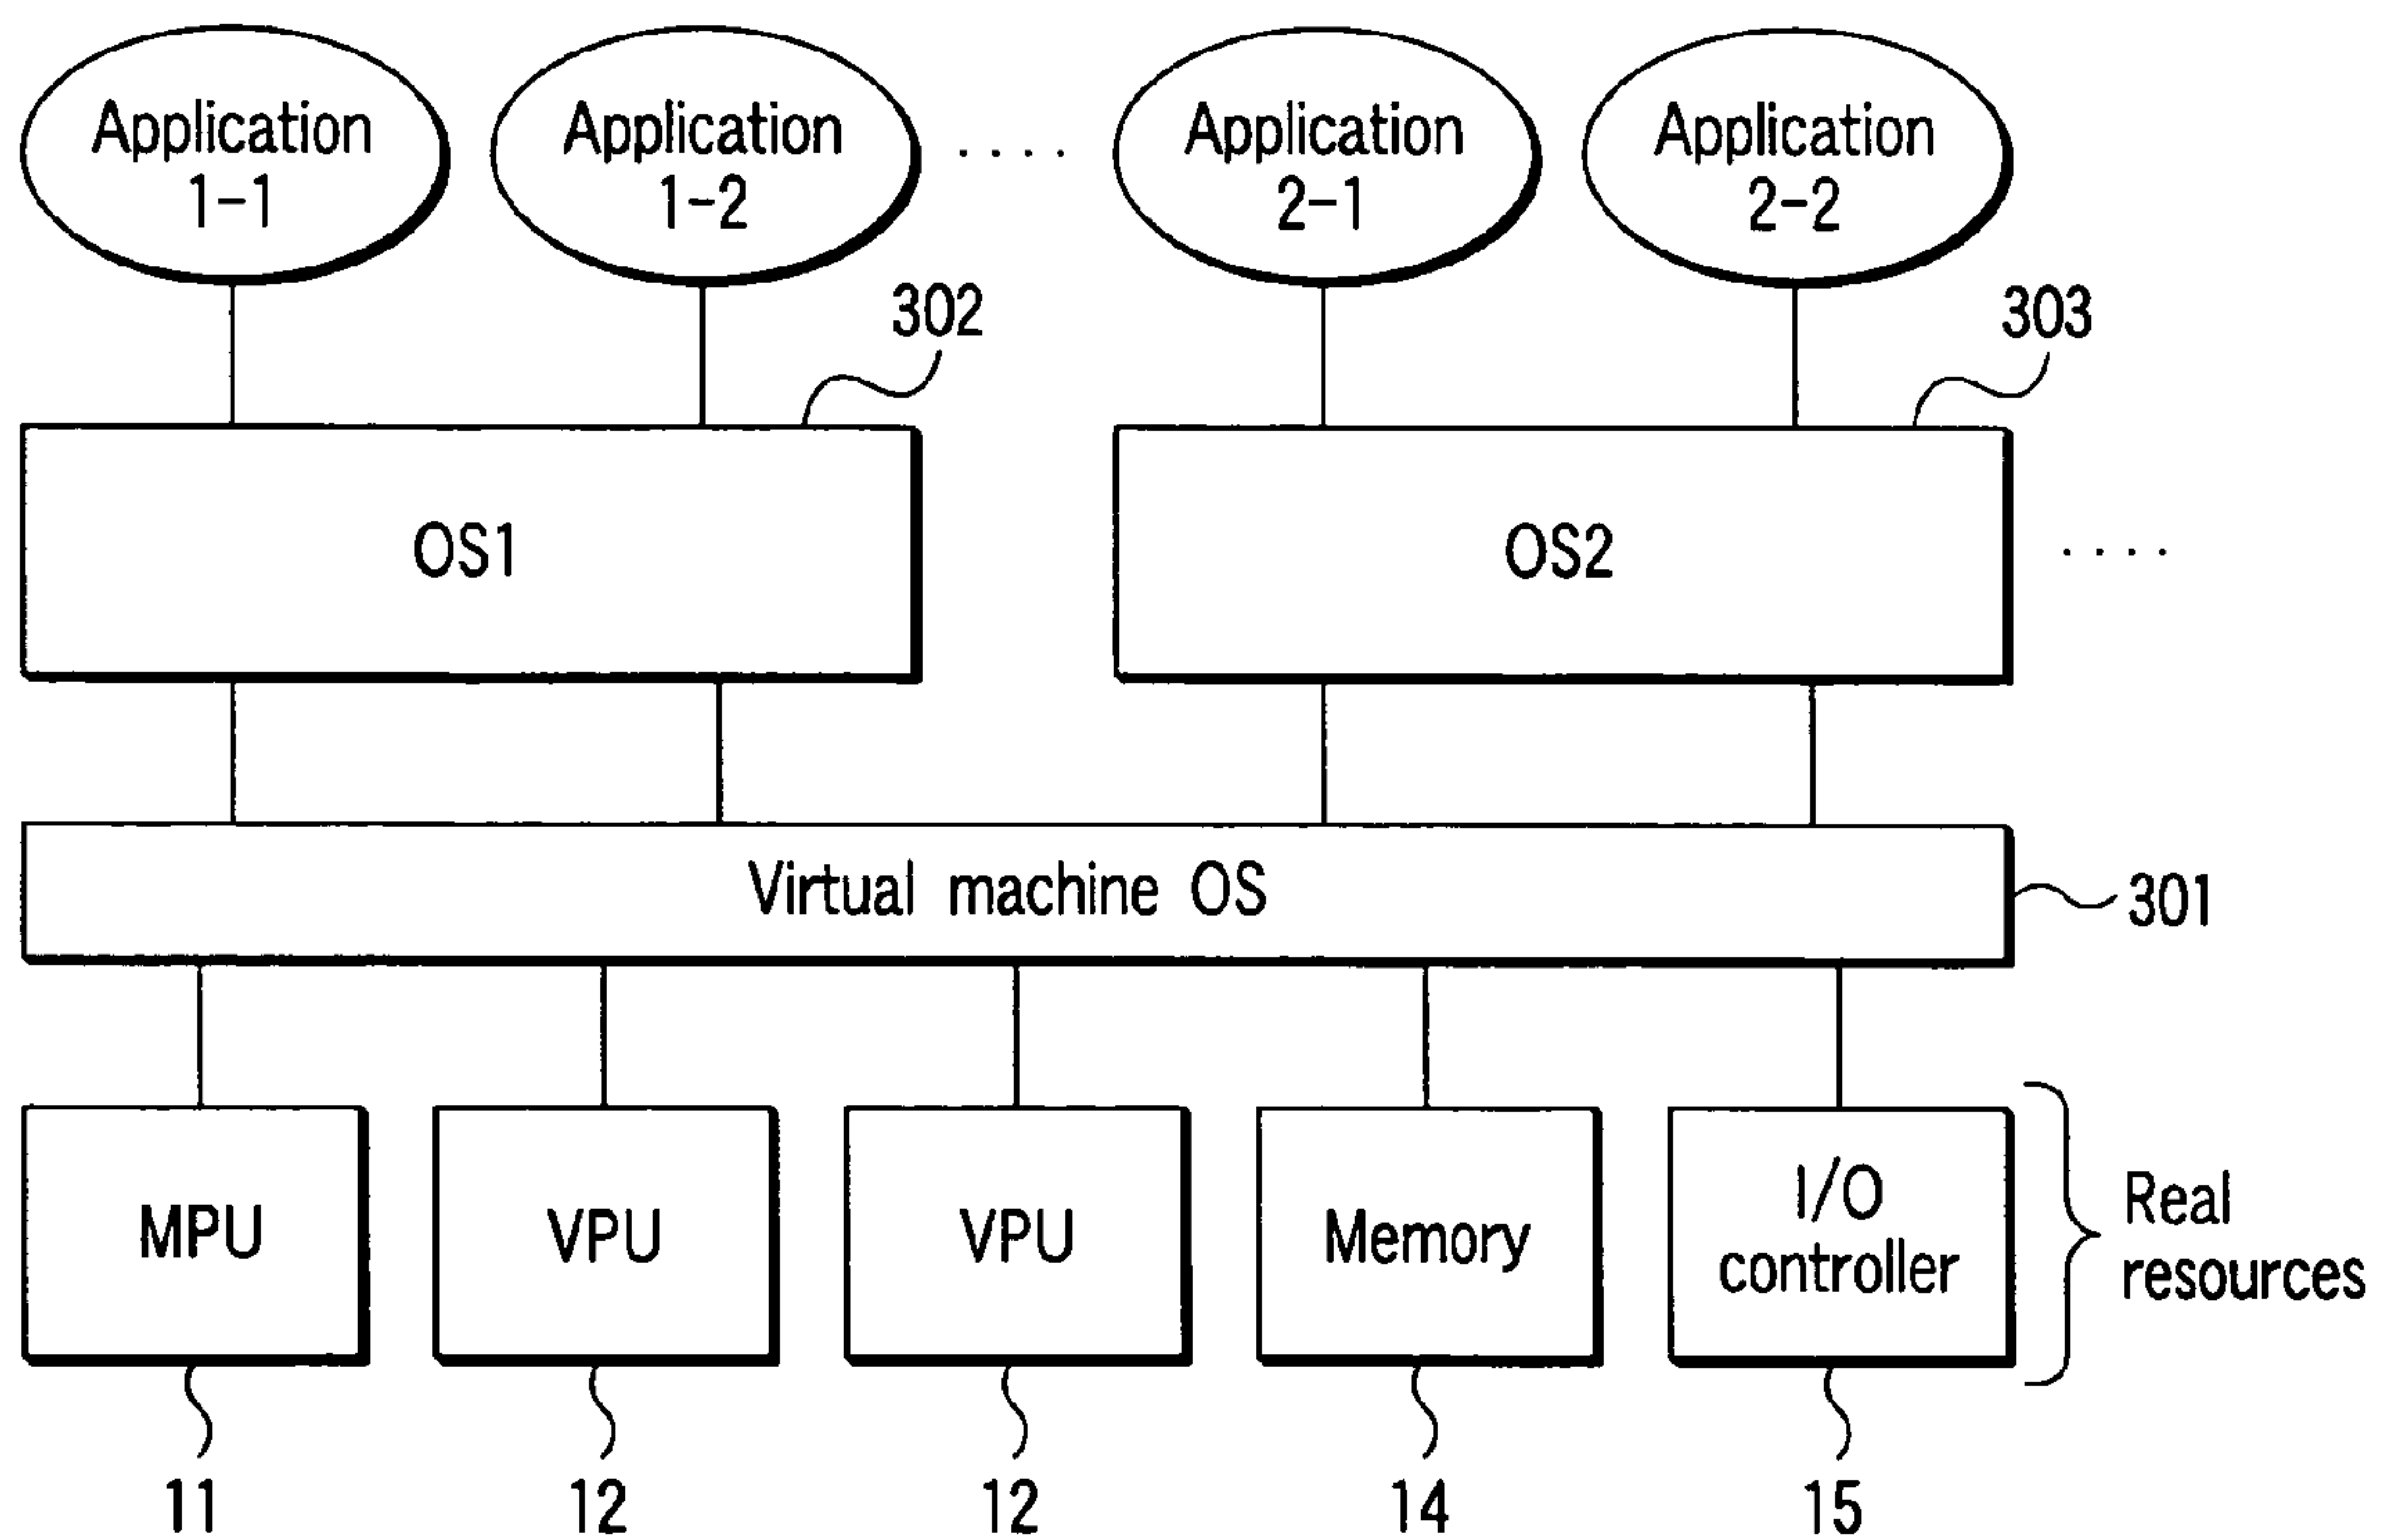 Application
1-1
Application
1-2
....
Application
2-1
Application
2-2
302
303
OS1
OS2
....
Virtual machine OS
301
MPU
VPU
VPU
Memory
I/O
controller
Real
resources
11
12
12
14
15